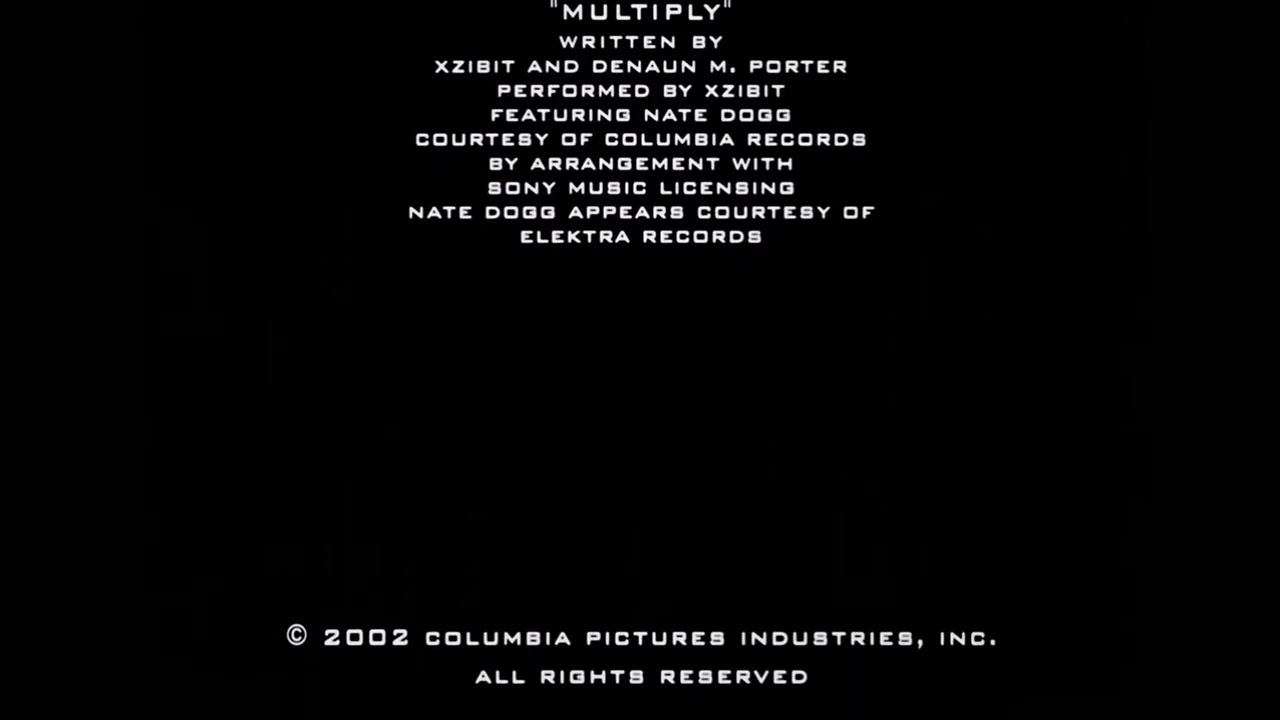 "MULTIPLY"
WRITTEN BY
XZIBIT AND DENAUN M. PORTER
PERFORMED BY XZIBIT
FEATURING NATE DOGG
COURTESY OF COLUMBIA RECORDS
BY ARRANGEMENT WITH
SONY MUSIC LICENSING
NATE DOGG APPEARS COURTESY OF
ELEKTRA RECORDS
© 2002 COLUMBIA PICTURES INDUSTRIES, INC.
ALL RIGHTS RESERVED